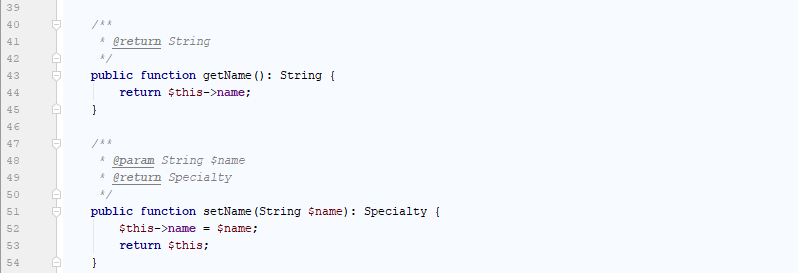 39
40 /**
41 * @return String
42 */
43 public function getName(): String {
44 return $this->name;
45 }
46
47 /**
48 * @param String $name
49 * @return Specialty
50 */
51 public function setName(String $name): Specialty {
52 $this->name = $name;
53 return $this;
54 }